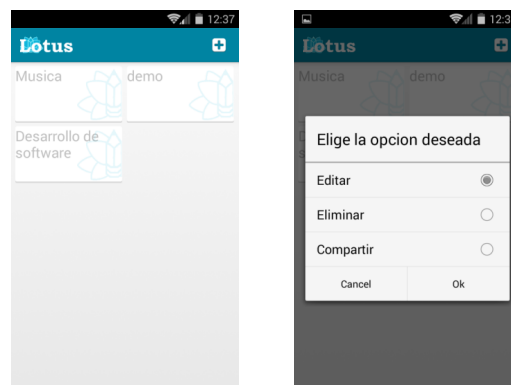 12:37
Lotus
Musica
demo
Desarrollo de
software
12:3
Lotus
Musica
demo
Elige la opcion deseada
Editar
Eliminar
Compartir
Cancel
Ok